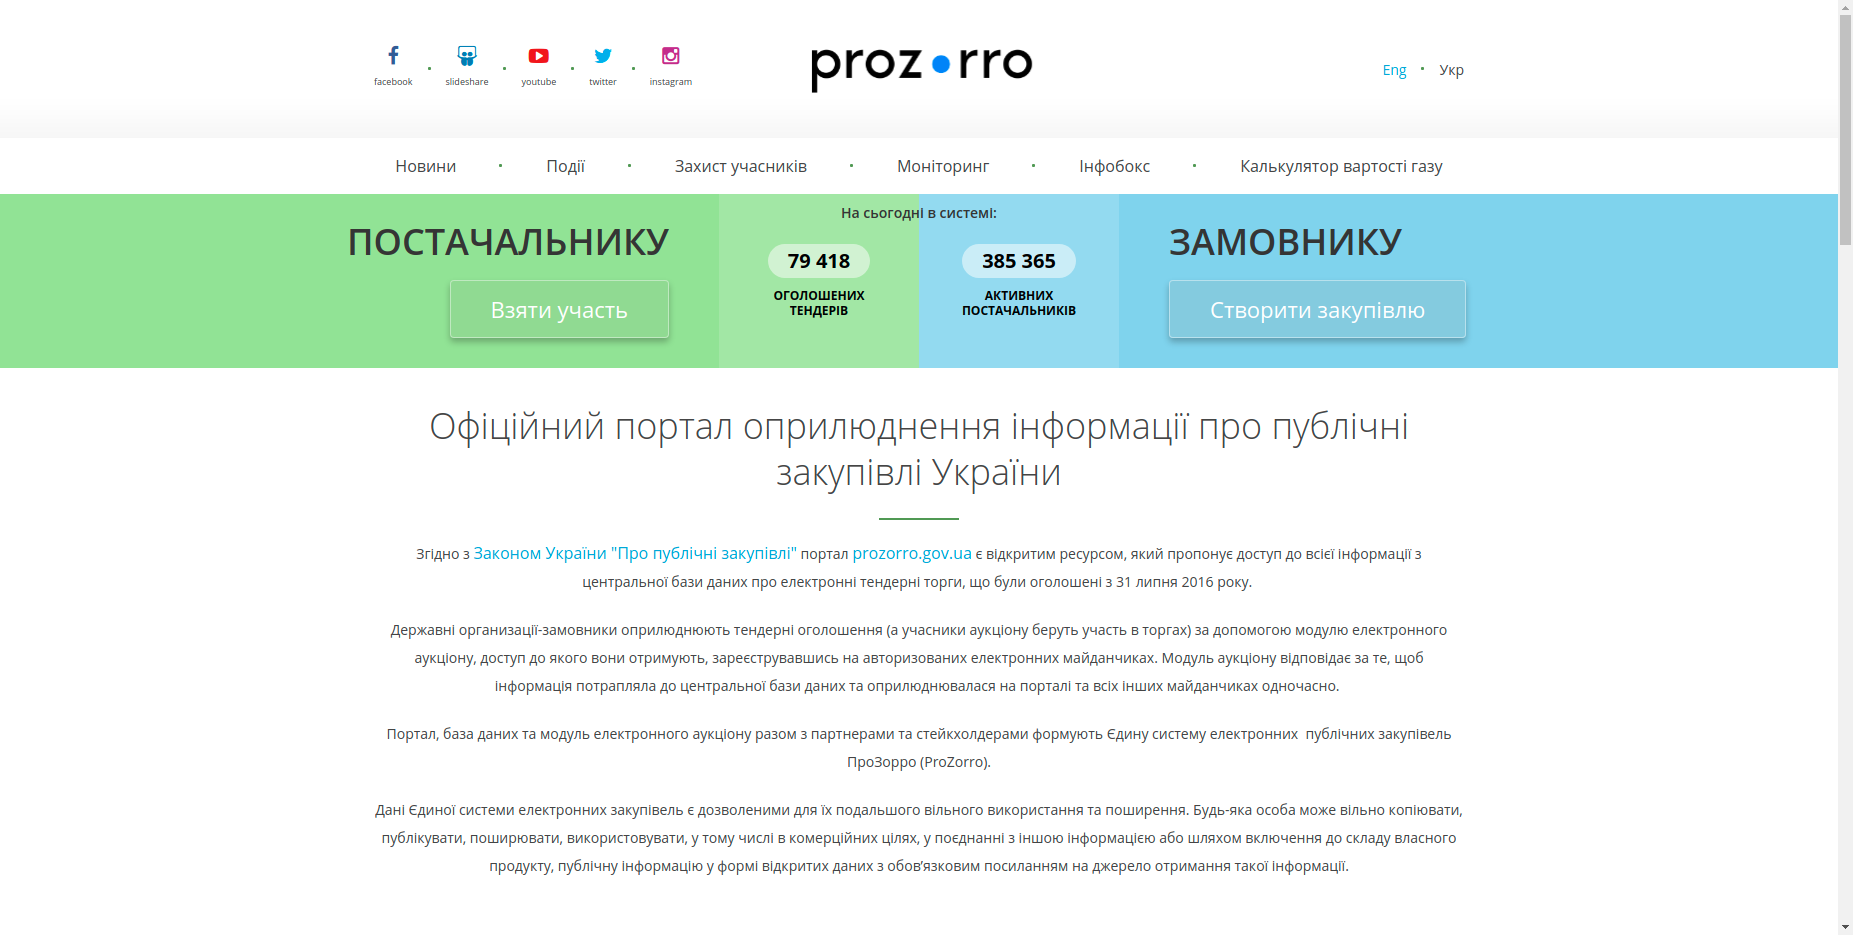 facebook
slideshare
youtube
twitter
instagram
prozorro
Eng
Укр
Новини
Події
Захист учасників
Моніторинг
Інфобокс
Калькулятор вартості газу
ПОСТАЧАЛЬНИКУ
Взяти участь
На сьогодні в системі:
79 418
ОГОЛОШЕНИХ
ТЕНДЕРІВ
385 365
АКТИВНИХ
ПОСТАЧАЛЬНИКІВ
ЗАМОВНИКУ
Створити закупівлю
Офіційний портал оприлюднення інформації про публічні
закупівлі України
Згідно з Законом України "Про публічні закупівлі" портал prozorro.gov.ua є відкритим ресурсом, який пропонує доступ до всієї інформації з
центральної бази даних про електронні тендерні торги, що були оголошені з 31 липня 2016 року.
Державні организації-замовники оприлюднюють тендерні оголошення (а учасники аукціону беруть участь в торгах) за допомогою модулю електронного
аукціону, доступ до якого вони отримують, зареєструвавшись на авторизованих електронних майданчиках. Модуль аукціону відповідає за те, щоб
інформація потрапляла до центральної бази даних та оприлюднювалася на порталі та всіх інших майданчиках одночасно.
Портал, база даних та модуль електронного аукціону разом з партнерами та стейкхолдерами формують Єдину систему електронних  публічних закупівель
ПроЗорро (ProZorro).
Дані Єдиної системи електронних закупівель є дозволеними для їх подальшого вільного використання та поширення. Будь-яка особа може вільно копіювати,
публікувати, поширювати, використовувати, у тому числі в комерційних цілях, у поєднанні з іншою інформацією або шляхом включення до складу власного
продукту, публічну інформацію у формі відкритих даних з обов’язковим посиланням на джерело отримання такої інформації.